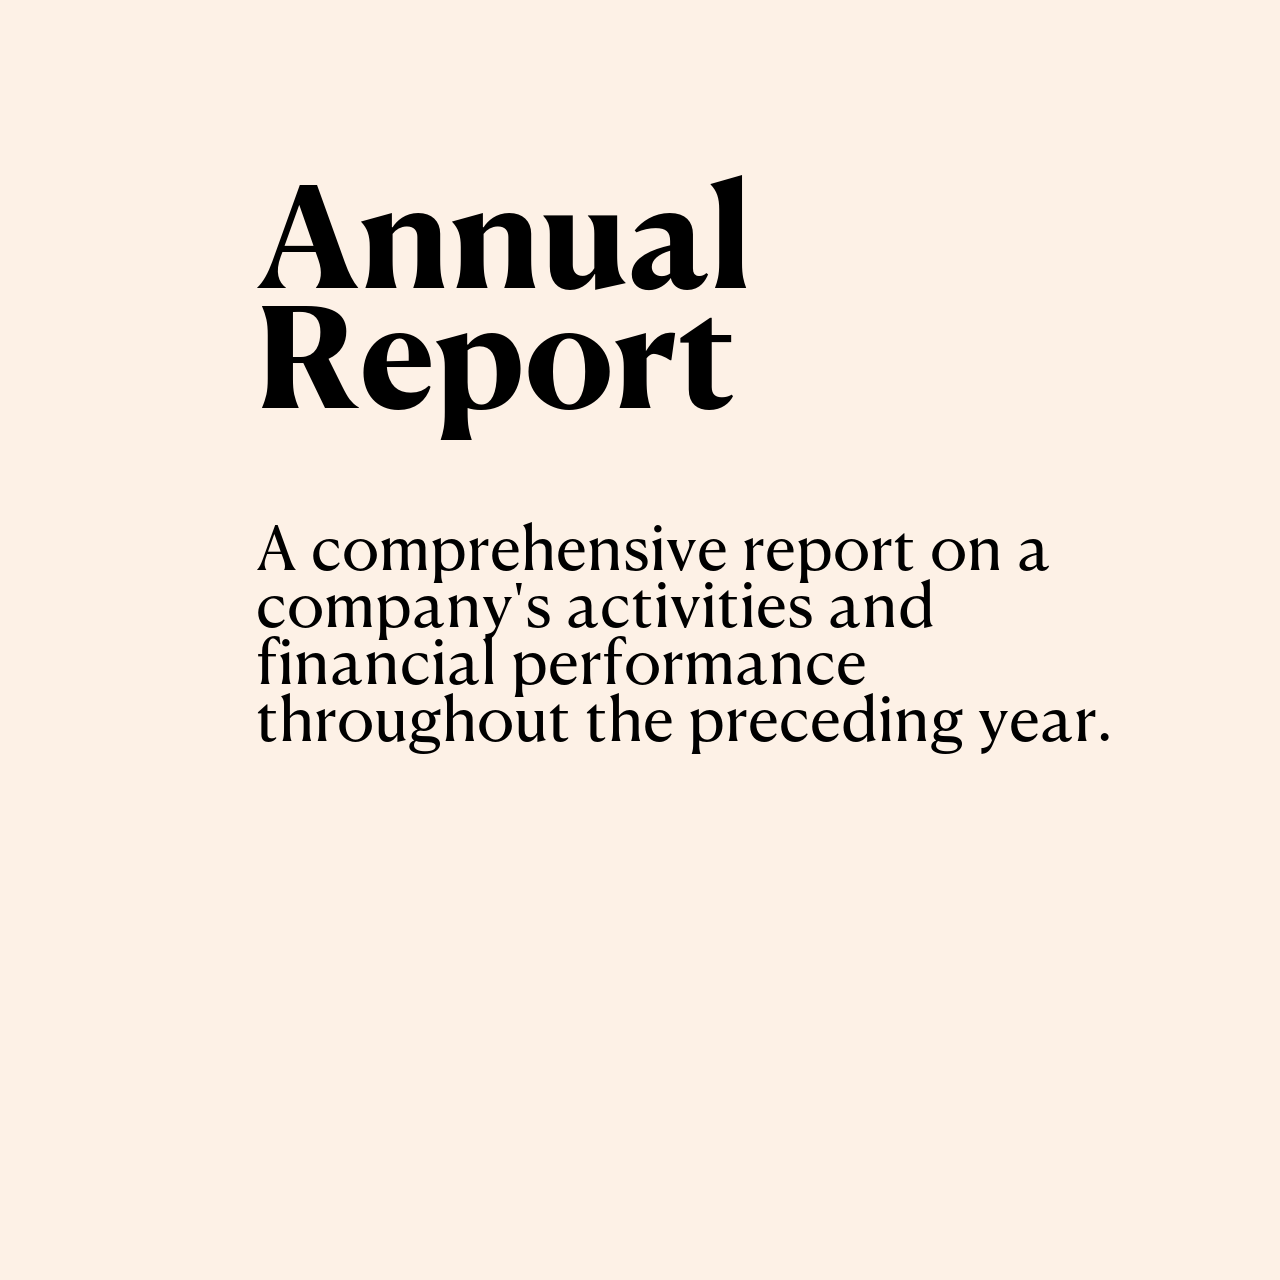 Annual
Report
A comprehensive report on a
company's activities and
financial performance
throughout the preceding year.